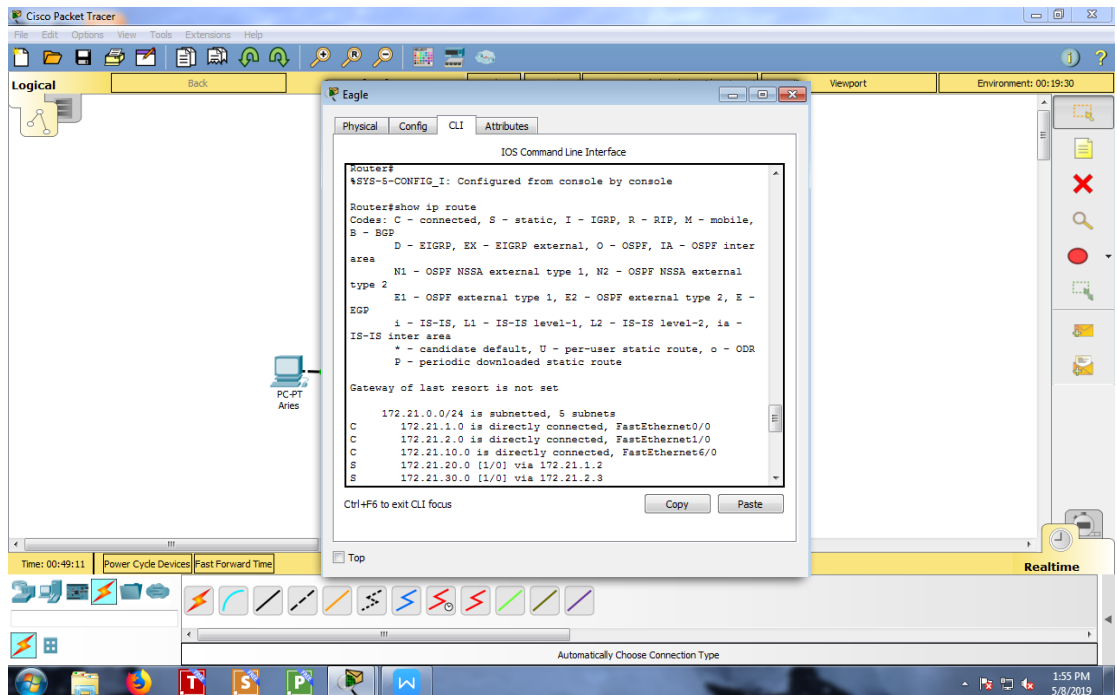 Cisco Packet Tracer
File Edit Options View Tools Extensions Help
Logical
Back
Viewport
Environment: 00:19:30
Eagle
Physical Config CLI Attributes
IOS Command Line Interface
Router#
%SYS-5-CONFIG_I: Configured from console by console
Router#show ip route
Codes: C - connected, S - static, I - IGRP, R - RIP, M - mobile,
B - BGP
D - EIGRP, EX - EIGRP external, O - OSPF, IA - OSPF inter
area
N1 - OSPF NSSA external type 1, N2 - OSPF NSSA external
type 2
E1 - OSPF external type 1, E2 - OSPF external type 2, E -
EGP
i - IS-IS, L1 - IS-IS level-1, L2 - IS-IS level-2, ia -
IS-IS inter area
* - candidate default, U - per-user static route, o - ODR
P - periodic downloaded static route
Gateway of last resort is not set
172.21.0.0/24 is subnetted, 5 subnets
C 172.21.1.0 is directly connected, FastEthernet0/0
C 172.21.2.0 is directly connected, FastEthernet1/0
C 172.21.10.0 is directly connected, FastEthernet6/0
S 172.21.20.0 [1/0] via 172.21.1.2
S 172.21.30.0 [1/0] via 172.21.2.3
Ctrl+F6 to exit CLI focus
Copy
Paste
Top
PC-PT
Aries
Time: 00:49:11
Power Cycle Devices
Fast Forward Time
Realtime
Automatically Choose Connection Type
1:55 PM
5/8/2019